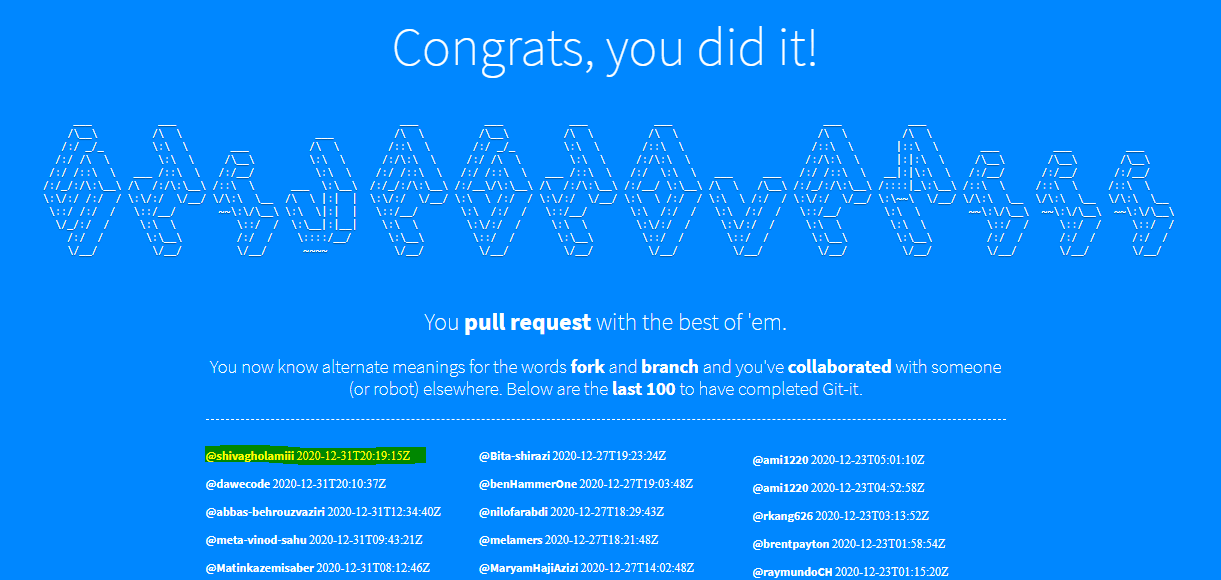 Congrats, you did it!
You pull request with the best of 'em.
You now know alternate meanings for the words fork and branch and you've collaborated with someone
(or robot) elsewhere. Below are the last 100 to have completed Git-it.
@shivagholamiii 2020-12-31T20:19:15Z
@dawecode 2020-12-31T20:10:37Z
@abbas-behrouzvaziri 2020-12-31T12:34:40Z
@meta-vinod-sahu 2020-12-31T09:43:21Z
@Matinkazemisaber 2020-12-31T08:12:46Z
@Bita-shirazi 2020-12-27T19:23:24Z
@benHammerOne 2020-12-27T19:03:48Z
@nilofarabdi 2020-12-27T18:29:43Z
@melamers 2020-12-27T18:21:48Z
@MaryamHajiAzizi 2020-12-27T14:02:48Z
@ami1220 2020-12-23T05:01:10Z
@ami1220 2020-12-23T04:52:58Z
@rkang626 2020-12-23T03:13:52Z
@brentpayton 2020-12-23T01:58:54Z
@raymundoCH 2020-12-23T01:15:20Z